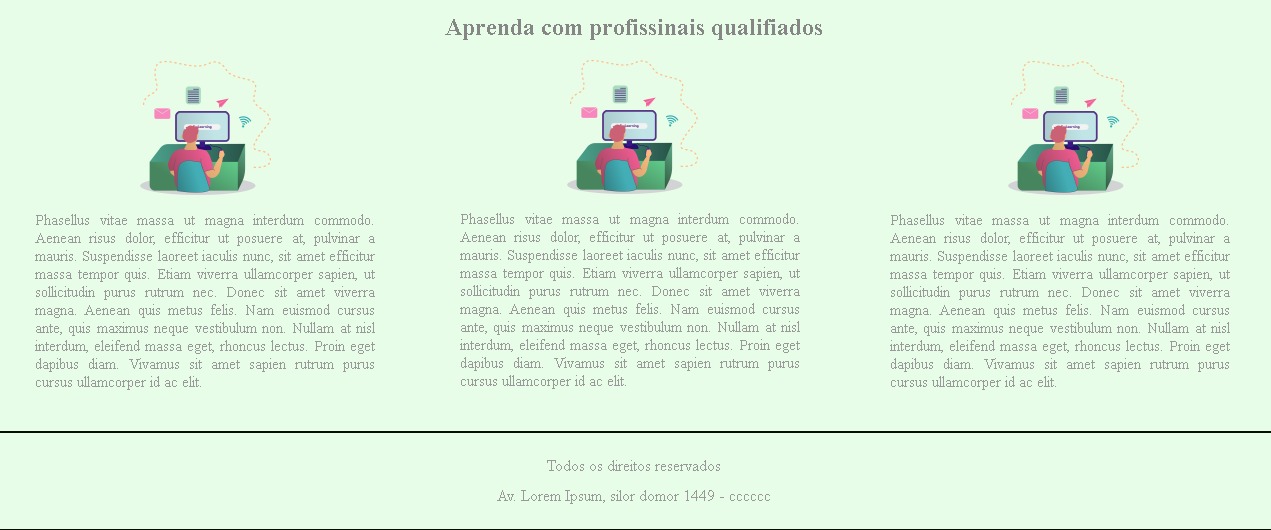 Aprenda com profissinais qualifiados
Phasellus vitae massa ut magna interdum commodo.
Aenean risus dolor, efficitur ut posuere at, pulvinar a
mauris. Suspendisse laoreet iaculis nunc, sit amet efficitur
massa tempor quis. Etiam viverra ullamcorper sapien, ut
sollicitudin purus rutrum nec. Donec sit amet viverra
magna. Aenean quis metus felis. Nam euismod cursus
ante, quis maximus neque vestibulum non. Nullam at nisl
interdum, eleifend massa eget, rhoncus lectus. Proin eget
dapibus diam. Vivamus sit amet sapien rutrum purus
cursus ullamcorper id ac elit.
Phasellus vitae massa ut magna interdum commodo.
Aenean risus dolor, efficitur ut posuere at, pulvinar a
mauris. Suspendisse laoreet iaculis nunc, sit amet efficitur
massa tempor quis. Etiam viverra ullamcorper sapien, ut
sollicitudin purus rutrum nec. Donec sit amet viverra
magna. Aenean quis metus felis. Nam euismod cursus
ante, quis maximus neque vestibulum non. Nullam at nisl
interdum, eleifend massa eget, rhoncus lectus. Proin eget
dapibus diam. Vivamus sit amet sapien rutrum purus
cursus ullamcorper id ac elit.
Phasellus vitae massa ut magna interdum commodo.
Aenean risus dolor, efficitur ut posuere at, pulvinar a
mauris. Suspendisse laoreet iaculis nunc, sit amet efficitur
massa tempor quis. Etiam viverra ullamcorper sapien, ut
sollicitudin purus rutrum nec. Donec sit amet viverra
magna. Aenean quis metus felis. Nam euismod cursus
ante, quis maximus neque vestibulum non. Nullam at nisl
interdum, eleifend massa eget, rhoncus lectus. Proin eget
dapibus diam. Vivamus sit amet sapien rutrum purus
cursus ullamcorper id ac elit.
Todos os direitos reservados
Av. Lorem Ipsum, silor domor 1449 - cccccc